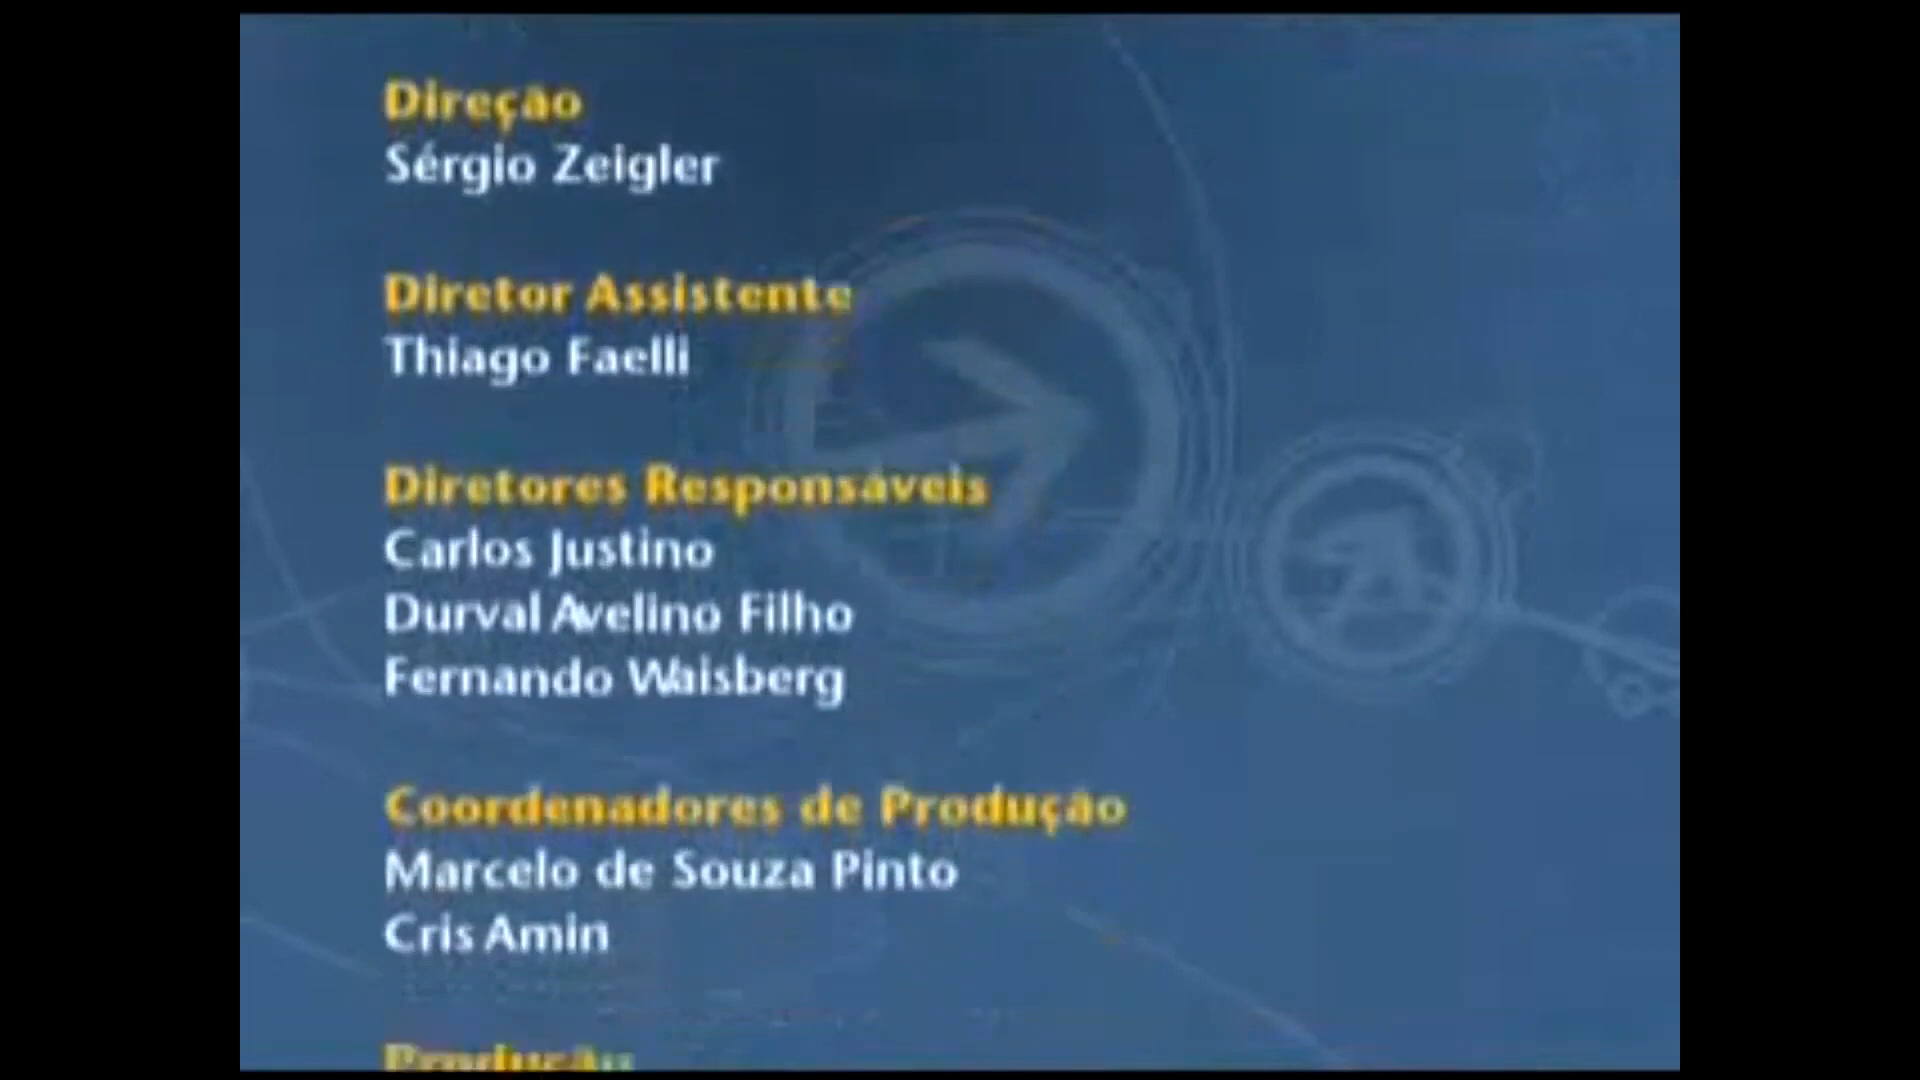 Direção
Sérgio Zeigler
Diretor Assistente
Thiago Faelli
Diretores Responsáveis
Carlos Justino
Durval Avelino Filho
Fernando Waisberg
Coordenadores de Produção
Marcelo de Souza Pinto
Cris Amin
Produção